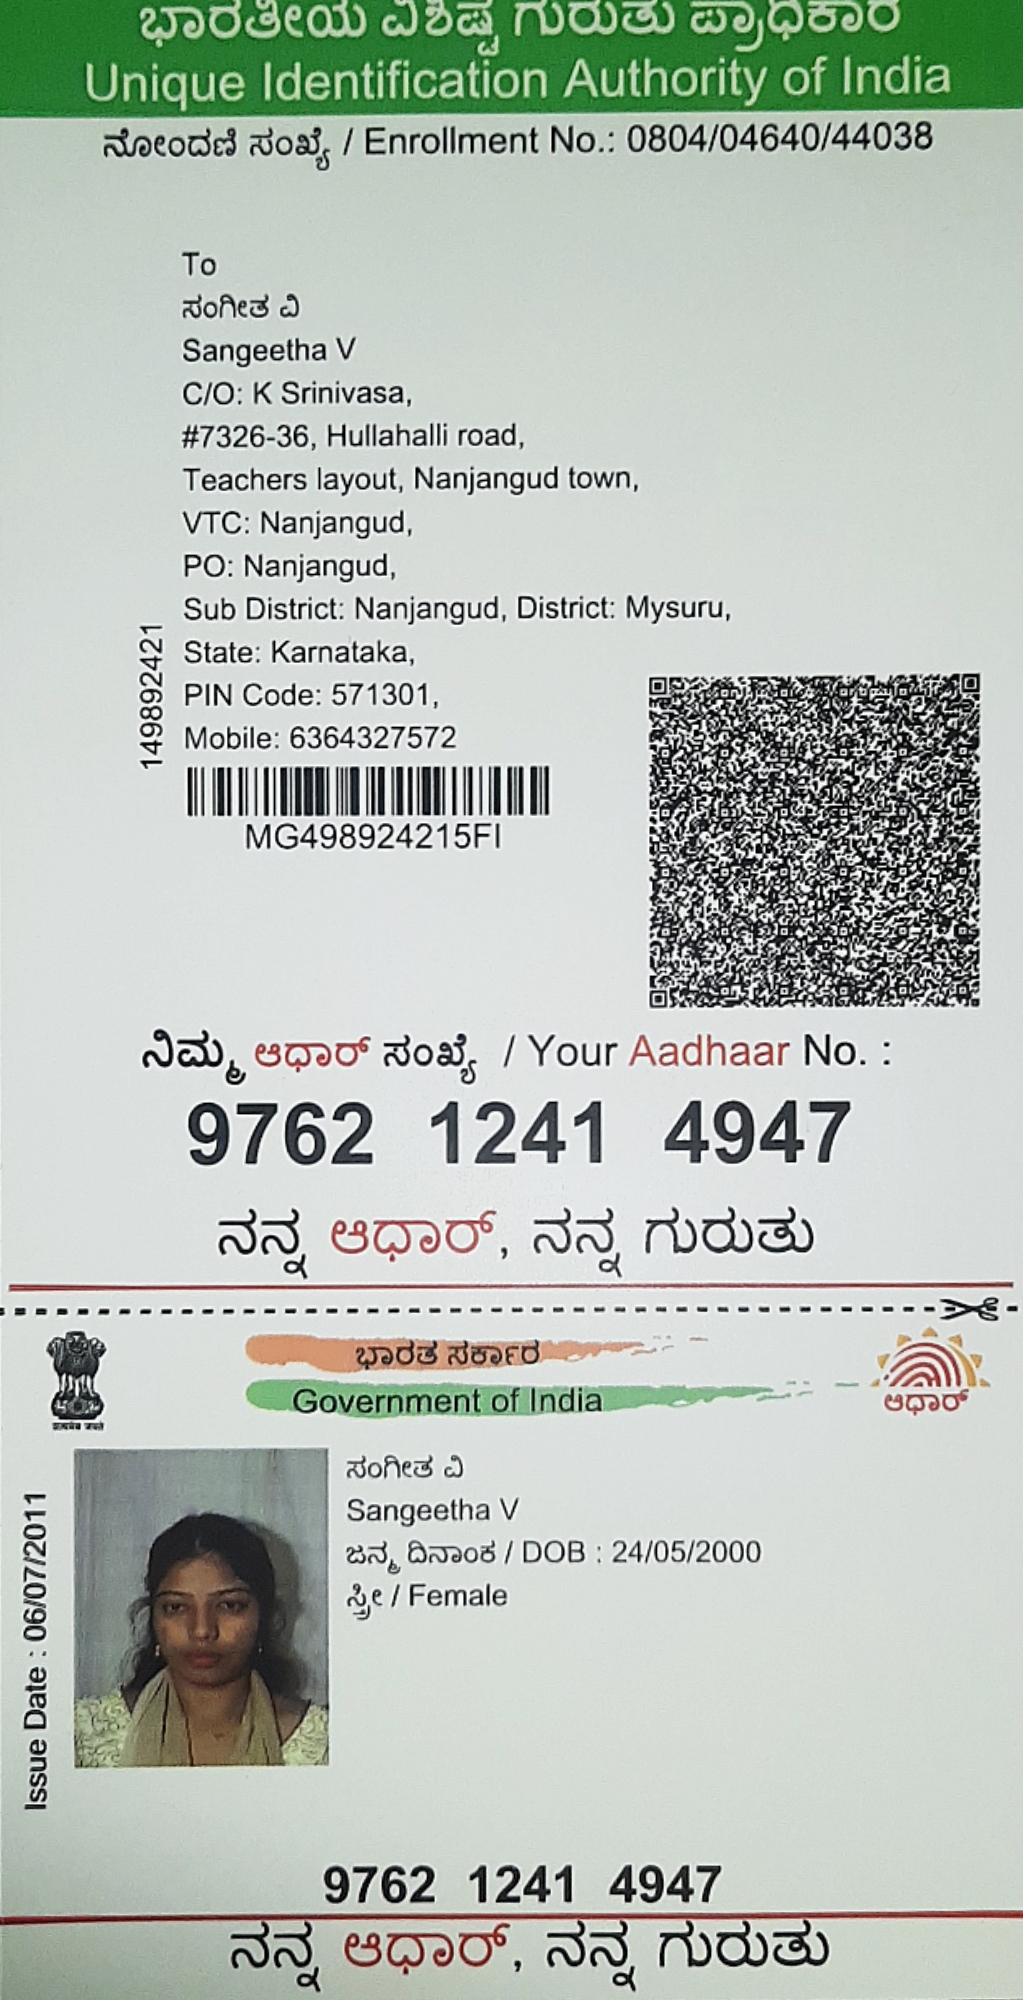 ಭಾರತೀಯ ವಿಶಿಷ್ಟ ಗುರುತು ಪ್ರಾಧಿಕಾರ
Unique Identification Authority of India
ನೋಂದಣಿ ಸಂಖ್ಯೆ / Enrollment No.: 0804/04640/44038
To
ಸಂಗೀತ ವಿ
Sangeetha V
C/O: K Srinivasa,
#7326-36, Hullahalli road,
Teachers layout, Nanjangud town,
VTC: Nanjangud,
PO: Nanjangud,
Sub District: Nanjangud, District: Mysuru,
State: Karnataka,
PIN Code: 571301,
Mobile: 6364327572
149892421
MG498924215FI
ನಿಮ್ಮ ಆಧಾರ್ ಸಂಖ್ಯೆ / Your Aadhaar No. :
9762 1241 4947
ನನ್ನ ಆಧಾರ್, ನನ್ನ ಗುರುತು
ಭಾರತ ಸರ್ಕಾರ
Government of India
ಆಧಾರ್
सत्यमेव जयते
ಸಂಗೀತ ವಿ
Sangeetha V
ಜನ್ಮ ದಿನಾಂಕ / DOB : 24/05/2000
ಸ್ತ್ರೀ / Female
Issue Date : 06/07/2011
9762 1241 4947
ನನ್ನ ಆಧಾರ್, ನನ್ನ ಗುರುತು